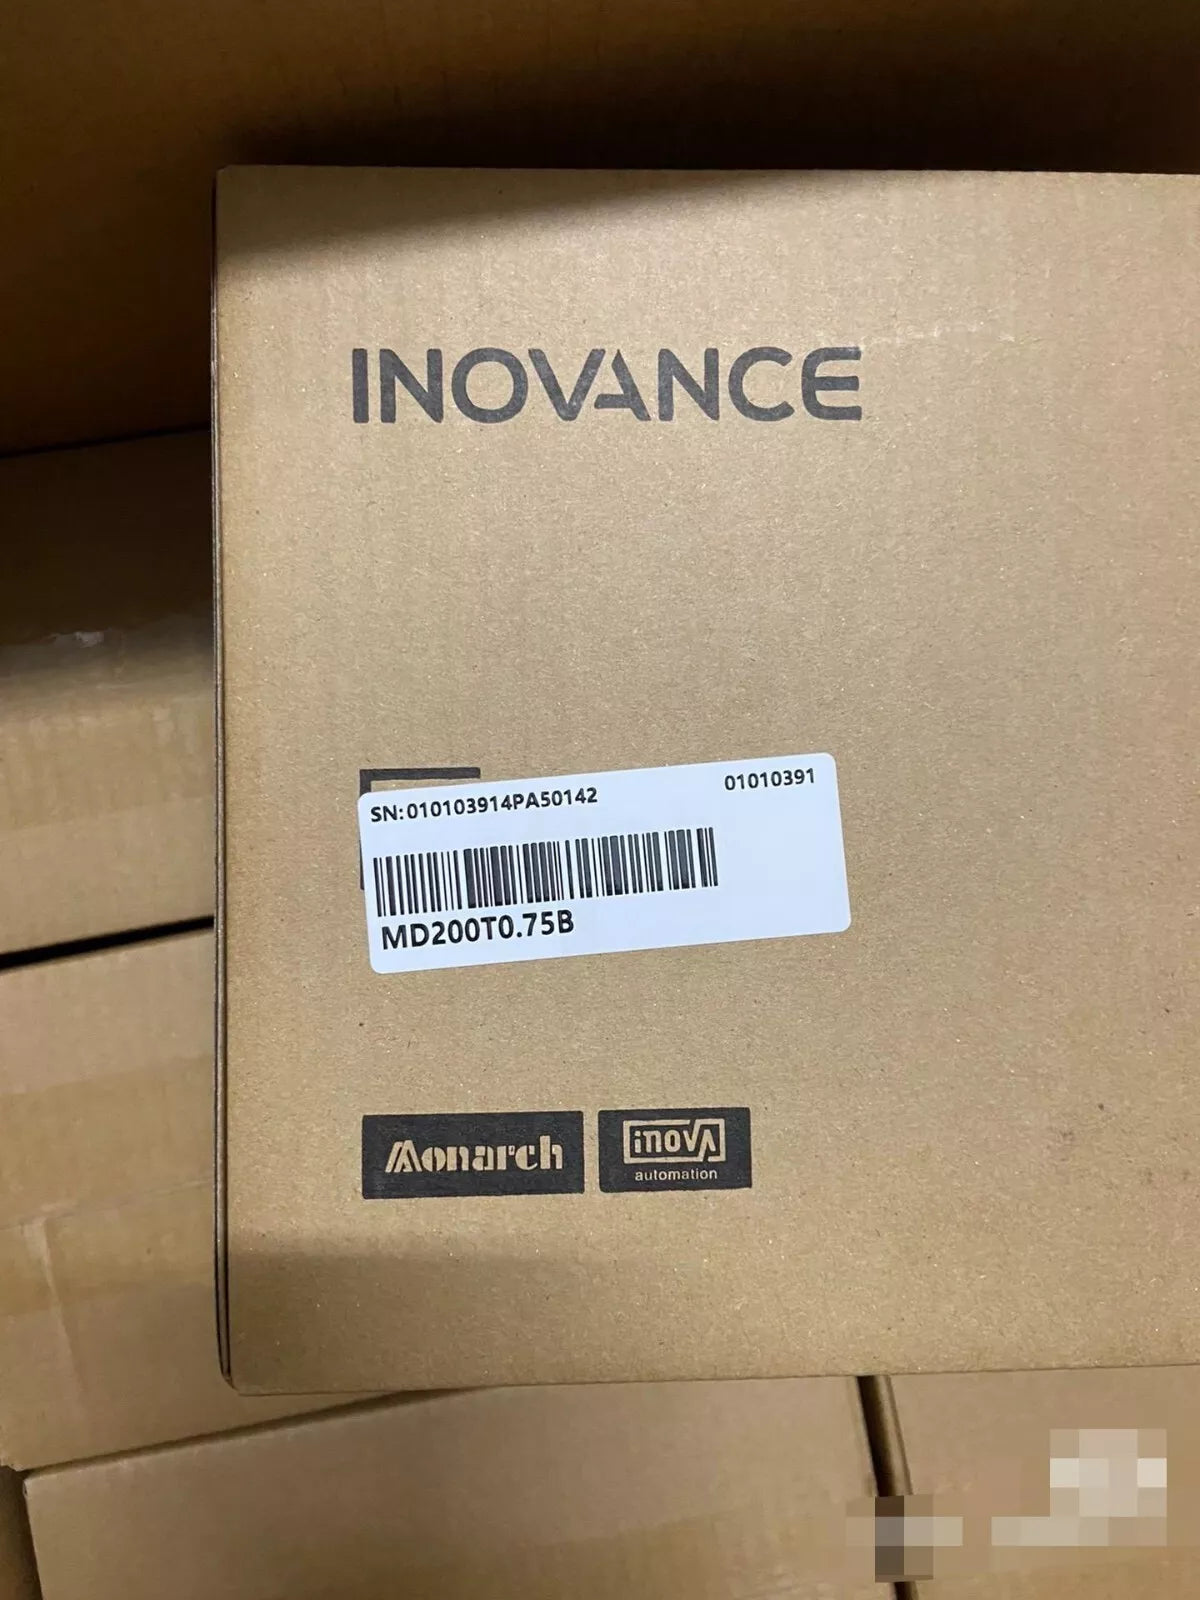 INOVANCE
SN:010103914PA50142
01010391
MD200T0.75B
Monarch
inova
automation